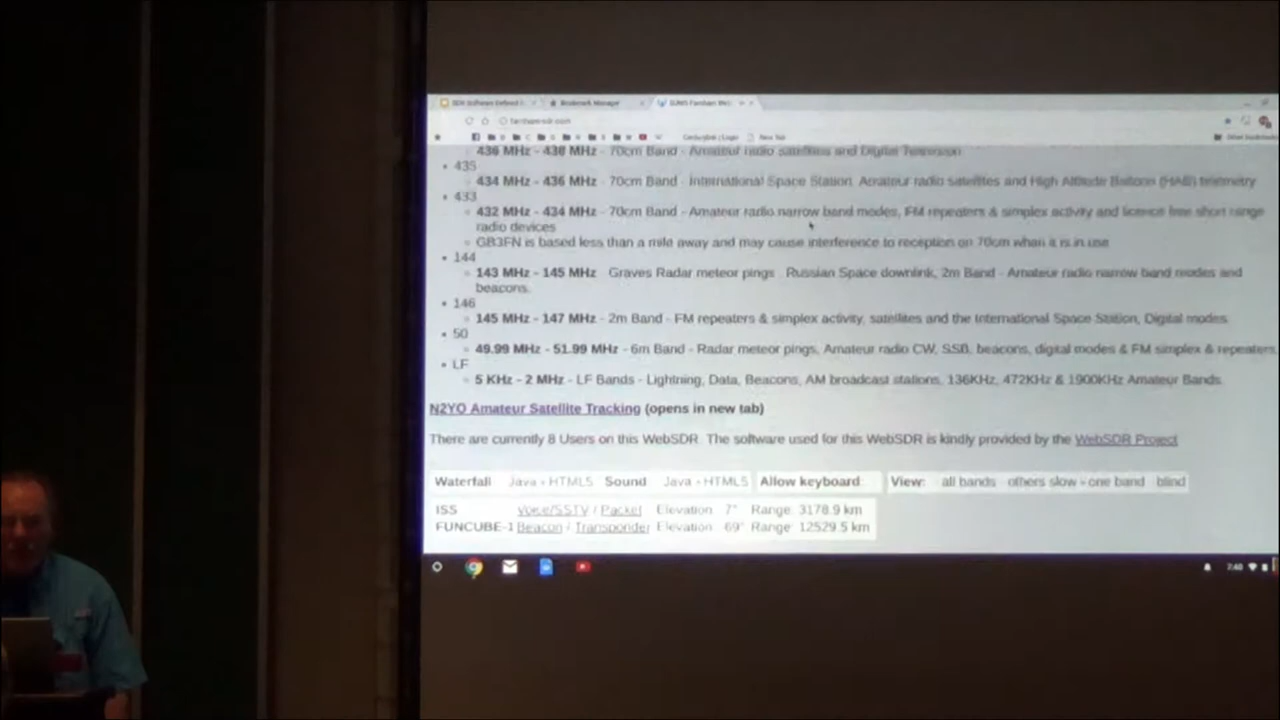 Bookmark Manager
436 MHz - 438 MHz - 70cm Band - Amateur radio satellites and Digital Television
• 435
434 MHz - 436 MHz - 70cm Band - International Space Station, Amateur radio satellites and High Altitude Balloons (HAB) telemetry
• 433
432 MHz - 434 MHz - 70cm Band - Amateur radio narrow band modes, FM repeaters & simplex activity and licence free short range
radio devices
GB3FN is based less than a mile away and may cause interference to reception on 70cm when it is in use
• 144
143 MHz - 145 MHz - Graves Radar meteor pings, Russian Space downlink, 2m Band - Amateur radio narrow band modes and
beacons.
• 146
145 MHz - 147 MHz - 2m Band - FM repeaters & simplex activity, satellites and the International Space Station, Digital modes.
• 50
49.99 MHz - 51.99 MHz - 6m Band - Radar meteor pings, Amateur radio CW, SSB, beacons, digital modes & FM simplex & repeaters.
• LF
5 KHz - 2 MHz - LF Bands - Lightning, Data, Beacons, AM broadcast stations, 136KHz, 472KHz & 1900KHz Amateur Bands.
N2YO Amateur Satellite Tracking (opens in new tab)
There are currently 8 Users on this WebSDR. The software used for this WebSDR is kindly provided by the WebSDR Project
Waterfall Java - HTML5 Sound Java - HTML5 Allow keyboard: View: all bands others slow - one band blind
ISS Voice/SSTV / Packet Elevation: 7° Range: 3178.9 km
FUNCUBE-1 Beacon / Transponder Elevation: 69° Range: 12529.5 km
7:40